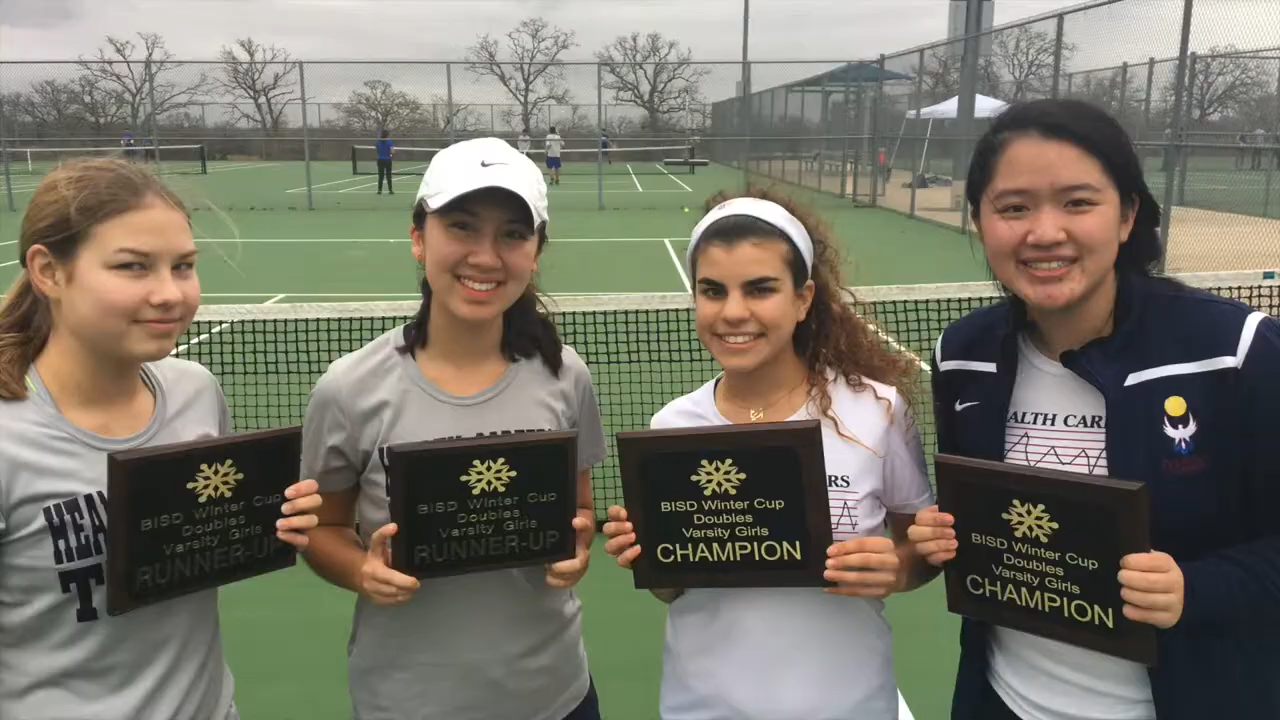 HEA
T
BISD Winter Cup
Doubles
Varsity Girls
RUNNER-UP
BISD Winter Cup
Doubles
Varsity Girls
RUNNER-UP
BISD Winter Cup
Doubles
Varsity Girls
CHAMPION
RS
EALTH CAR
BISD Winter Cup
Doubles
Varsity Girls
CHAMPION